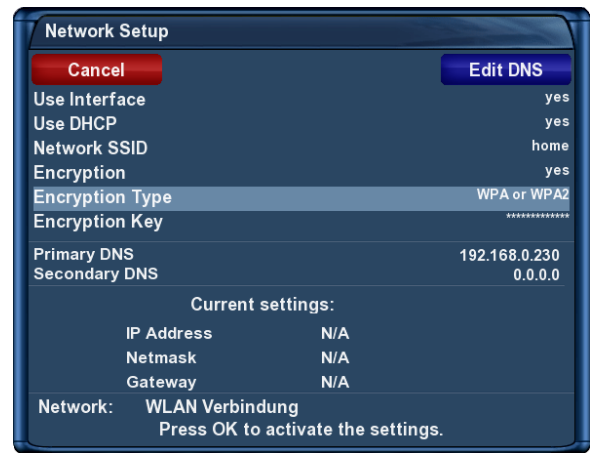 Network Setup
Cancel Edit DNS
Use Interface yes
Use DHCP yes
Network SSID home
Encryption yes
Encryption Type WPA or WPA2
Encryption Key *************
Primary DNS 192.168.0.230
Secondary DNS 0.0.0.0
Current settings:
IP Address N/A
Netmask N/A
Gateway N/A
Network: WLAN Verbindung
Press OK to activate the settings.